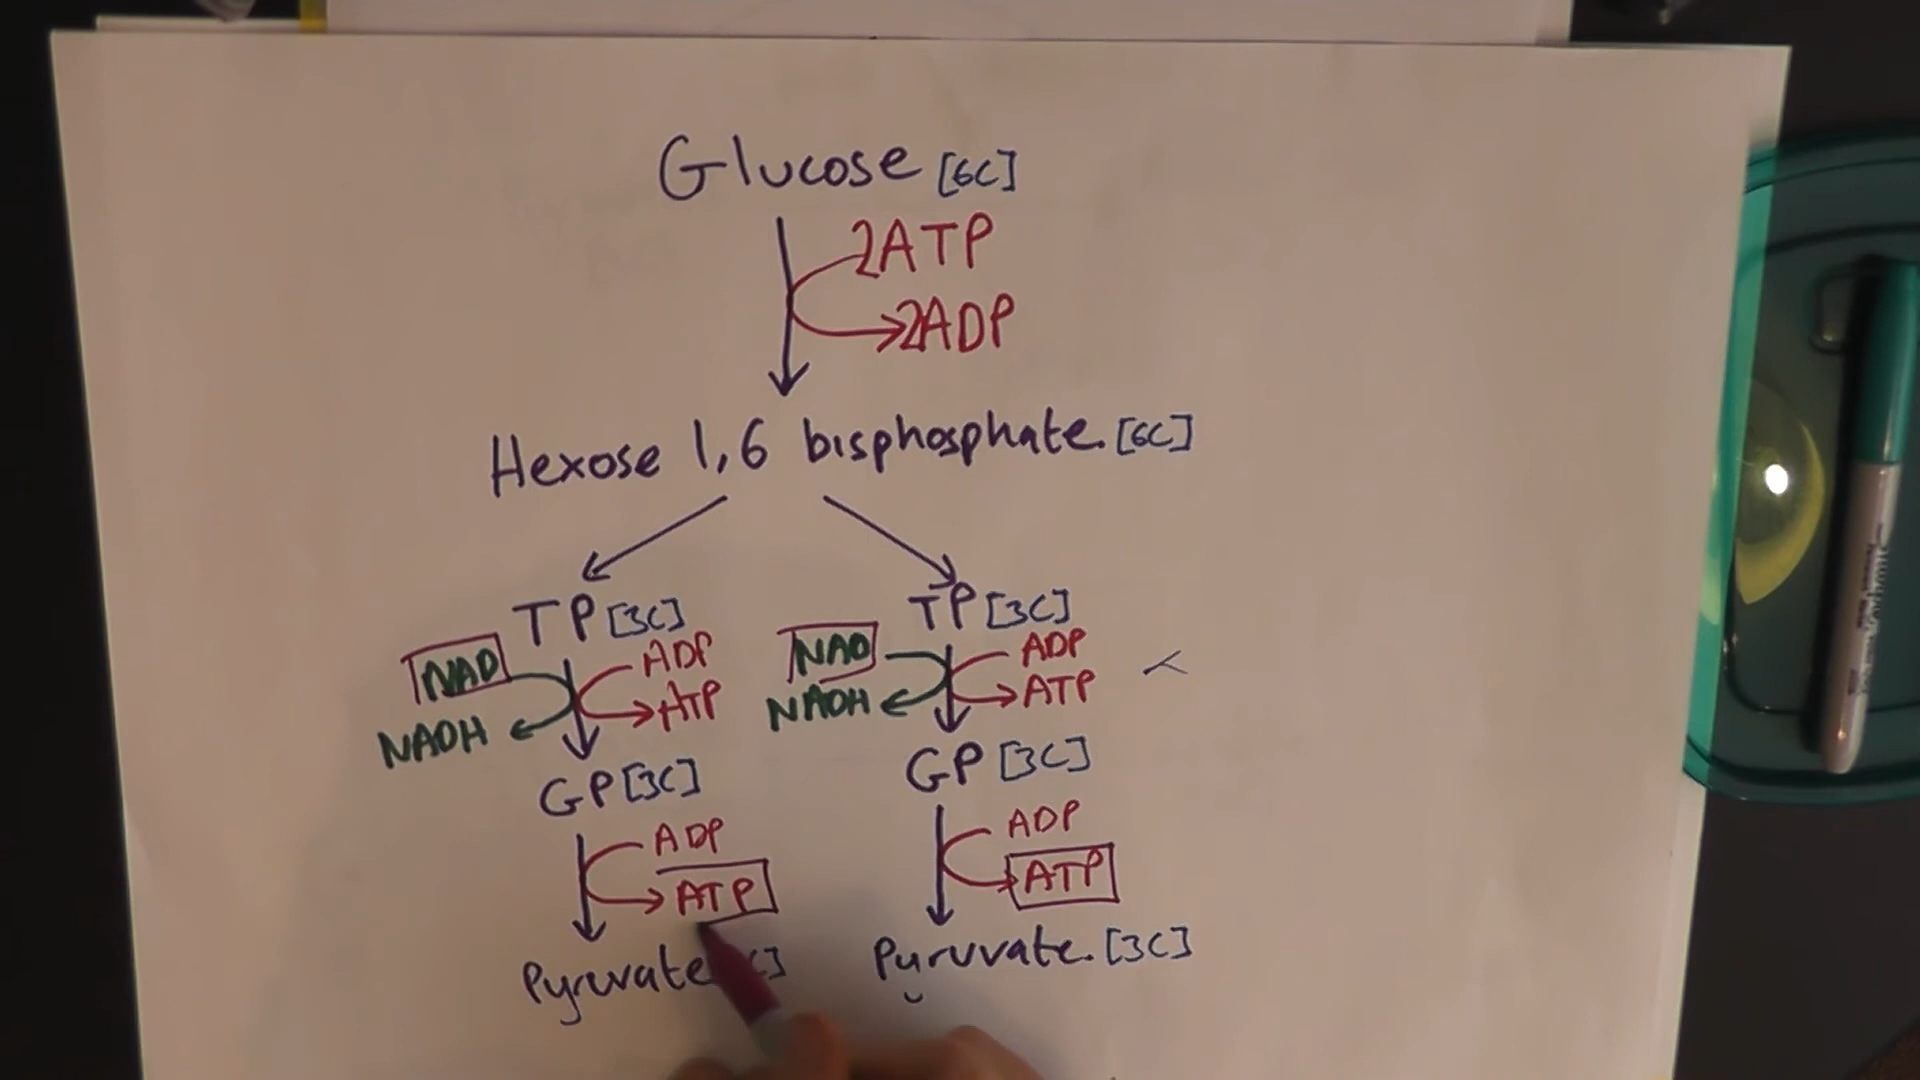 Glucose [6C]
2ATP
2ADP
Hexose 1,6 bisphosphate. [6C]
TP [3C]
TP [3C]
NAD
ADP
NAD
ADP
NADH
ATP
NADH
ATP
GP [3C]
GP [3C]
ADP
ADP
ATP
ATP
Pyruvate C]
Pyruvate. [3C]